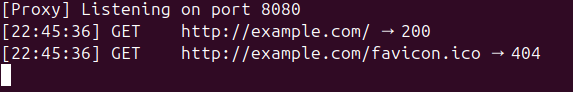 [Proxy] Listening on port 8080
[22:45:36] GET    http://example.com/ → 200
[22:45:36] GET    http://example.com/favicon.ico → 404